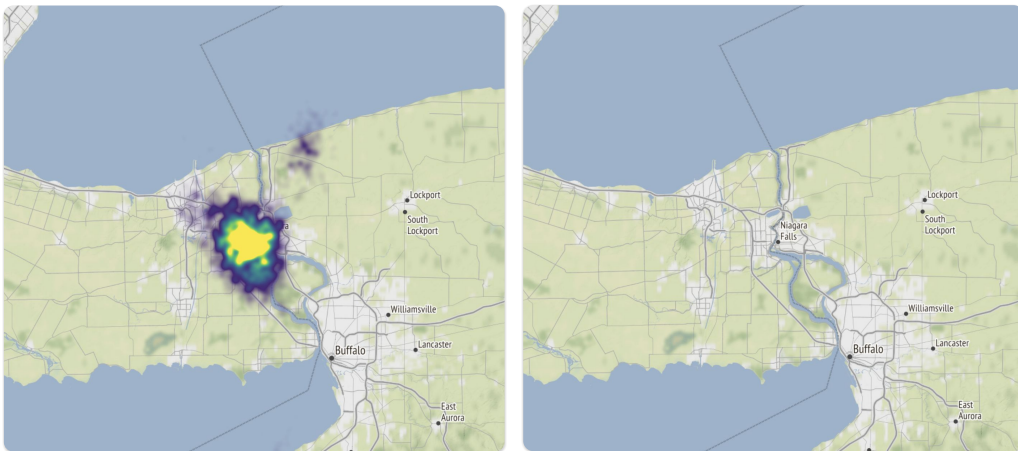 Lockport
South
Lockport
a
Williamsville
Buffalo
Lancaster
East
Aurora
Lockport
South
Lockport
Niagara
Falls
Williamsville
Buffalo
Lancaster
East
Aurora